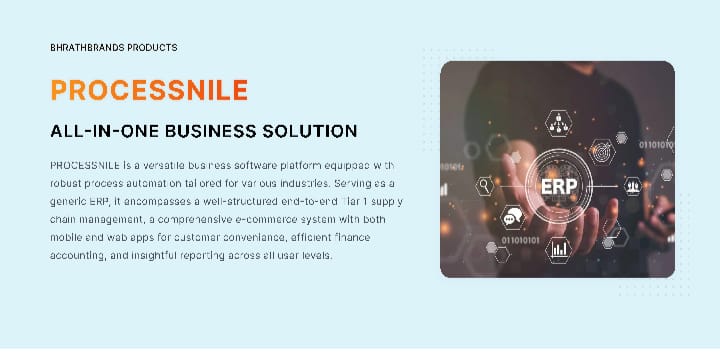 BHRATHBRANDS PRODUCTS
PROCESSNILE
ALL-IN-ONE BUSINESS SOLUTION
PROCESSNILE is a versatile business software platform equipped with
robust process automation tailored for various industries. Serving as a
generic ERP, it encompasses a well-structured end-to-end Tier 1 supply
chain management, a comprehensive e-commerce system with both
mobile and web apps for customer convenience, efficient finance
accounting, and insightful reporting across all user levels.
01101010
ERP
011010101